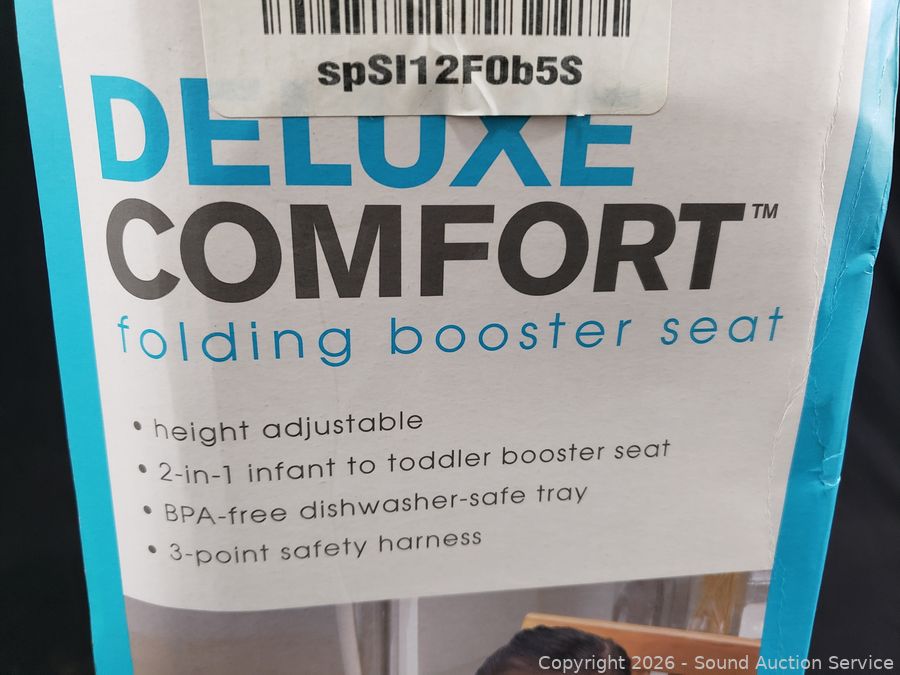 spSI12F0b5S
DELUXE
COMFORT™
folding booster seat
• height adjustable
• 2-in-1 infant to toddler booster seat
• BPA-free dishwasher-safe tray
• 3-point safety harness
Copyright 2026 - Sound Auction Service